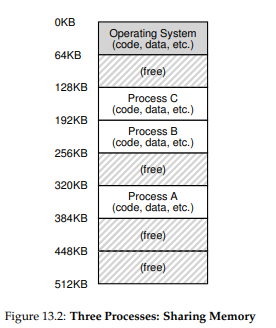 0KB
Operating System
(code, data, etc.)
64KB
(free)
128KB
Process C
(code, data, etc.)
192KB
Process B
(code, data, etc.)
256KB
(free)
320KB
Process A
(code, data, etc.)
384KB
(free)
448KB
(free)
512KB
Figure 13.2: Three Processes: Sharing Memory